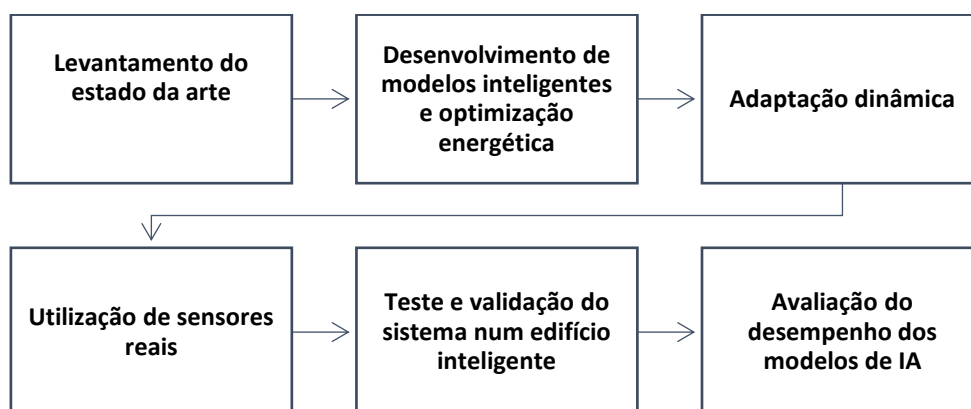 Levantamento do
estado da arte
Desenvolvimento de
modelos inteligentes
e optimização
energética
Adaptação dinâmica
Utilização de sensores
reais
Teste e validação do
sistema num edifício
inteligente
Avaliação do
desempenho dos
modelos de IA